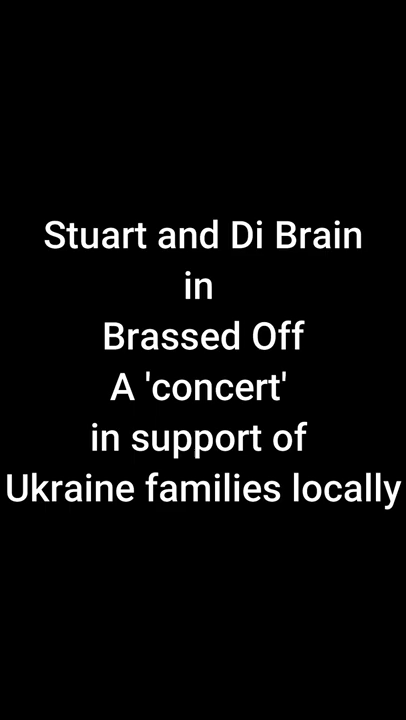 Stuart and Di Brain
in
Brassed Off
A 'concert'
in support of
Ukraine families locally